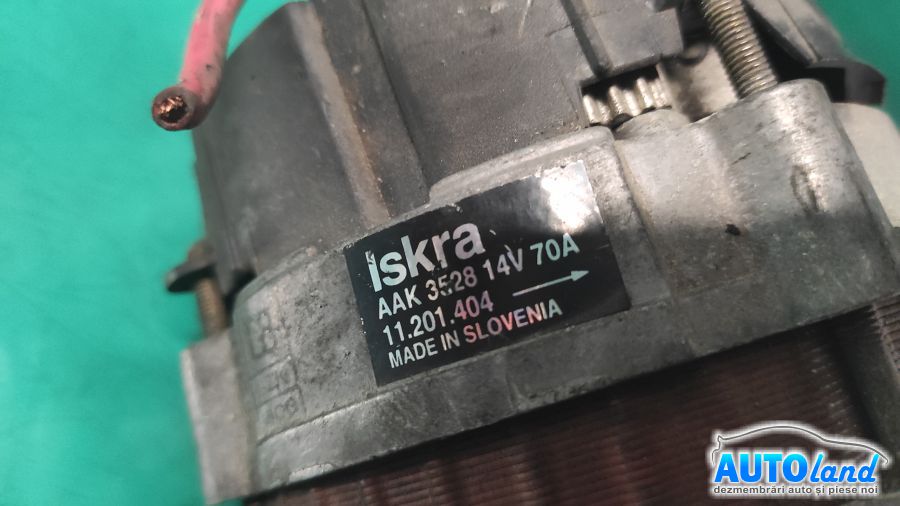 Iskra
AAK 3528 14V 70A
11.201.404
MADE IN SLOVENIA
AUTOland
dezmembrări auto și piese noi